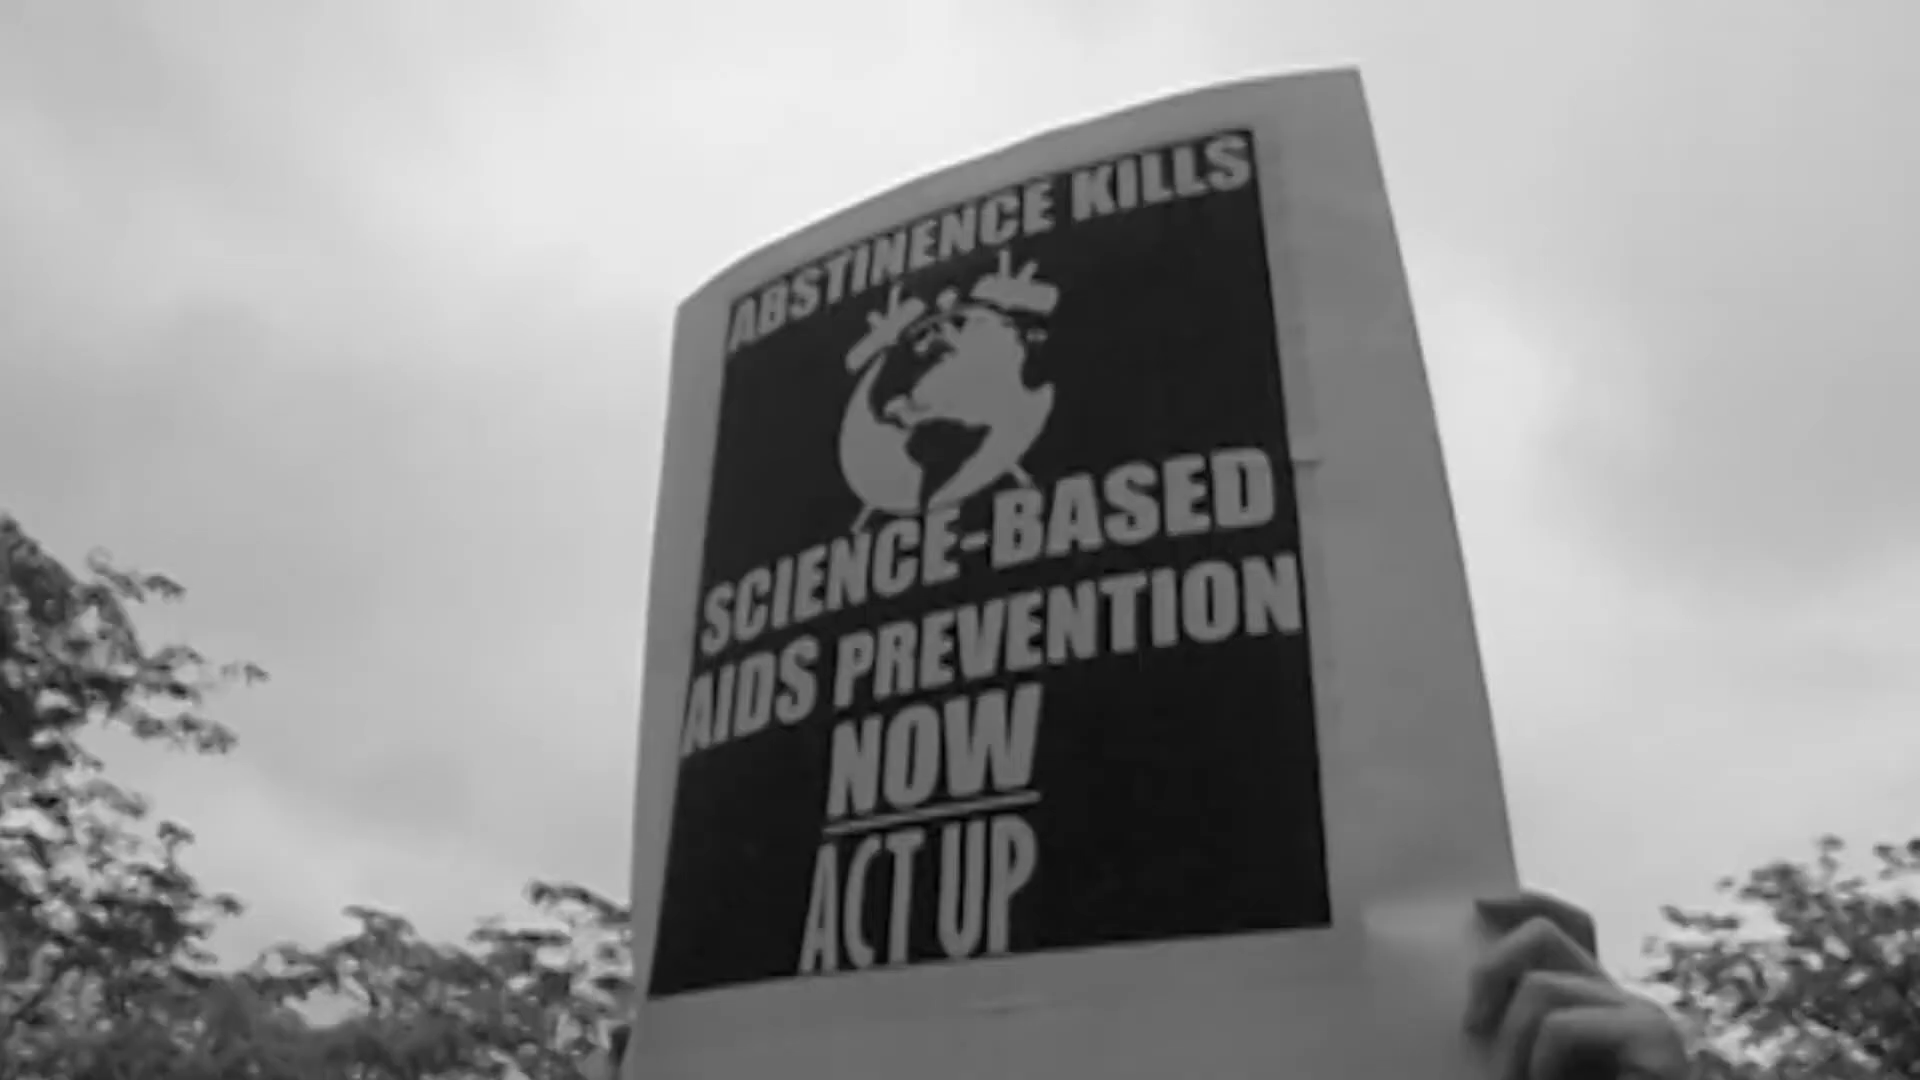 ABSTINENCE KILLS
SCIENCE-BASED
AIDS PREVENTION
NOW
ACT UP